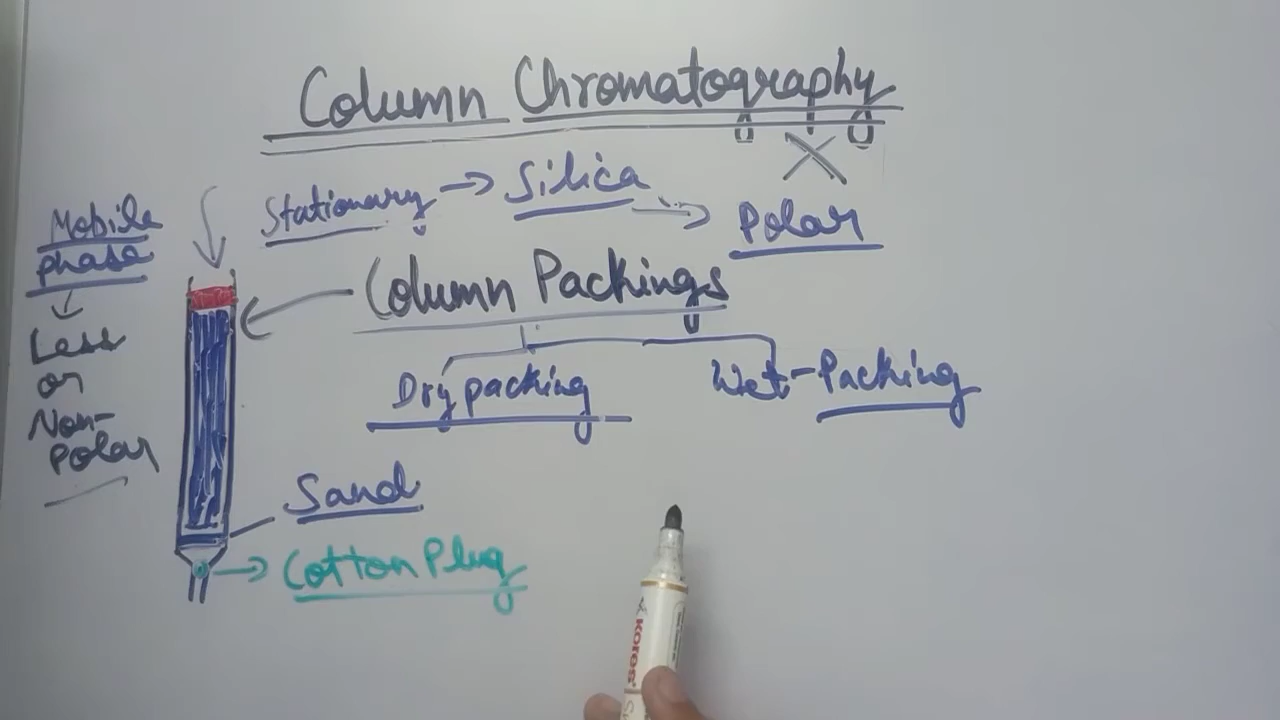 Column Chromatography
Stationary → Silica → Polar
Mobile
phase
↓
Less
or
Non-
Polar
Column Packings
Dry packing
Wet-Packing
Sand
→ Cotton Plug
Kores